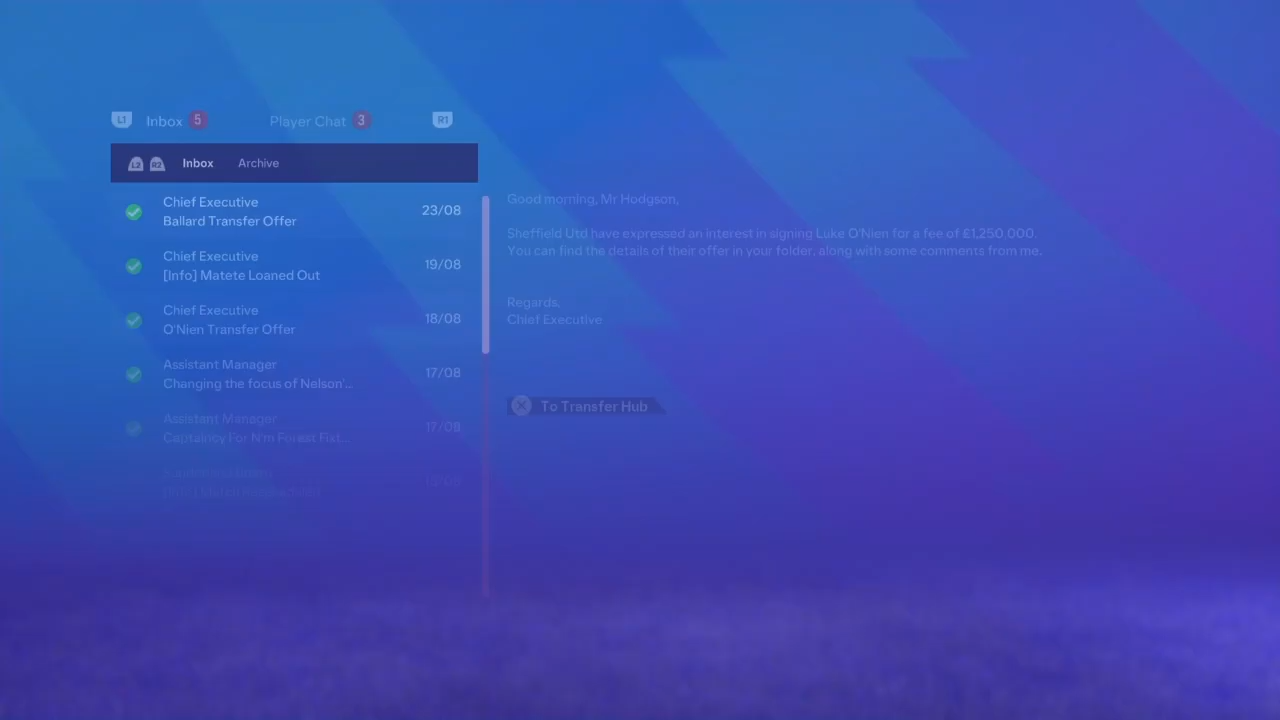 L1 Inbox 5 Player Chat 3 R1
L2 R2 Inbox Archive
Chief Executive
Ballard Transfer Offer
23/08
Chief Executive
[Info] Matete Loaned Out
19/08
Chief Executive
O'Nien Transfer Offer
18/08
Assistant Manager
Changing the focus of Nelson'...
17/08
Assistant Manager
Captaincy For N'm Forest Fixt...
17/08
Good morning, Mr Hodgson,
Sheffield Utd have expressed an interest in signing Luke O'Nien for a fee of £1,250,000.
You can find the details of their offer in your folder, along with some comments from me.
Regards,
Chief Executive
To Transfer Hub